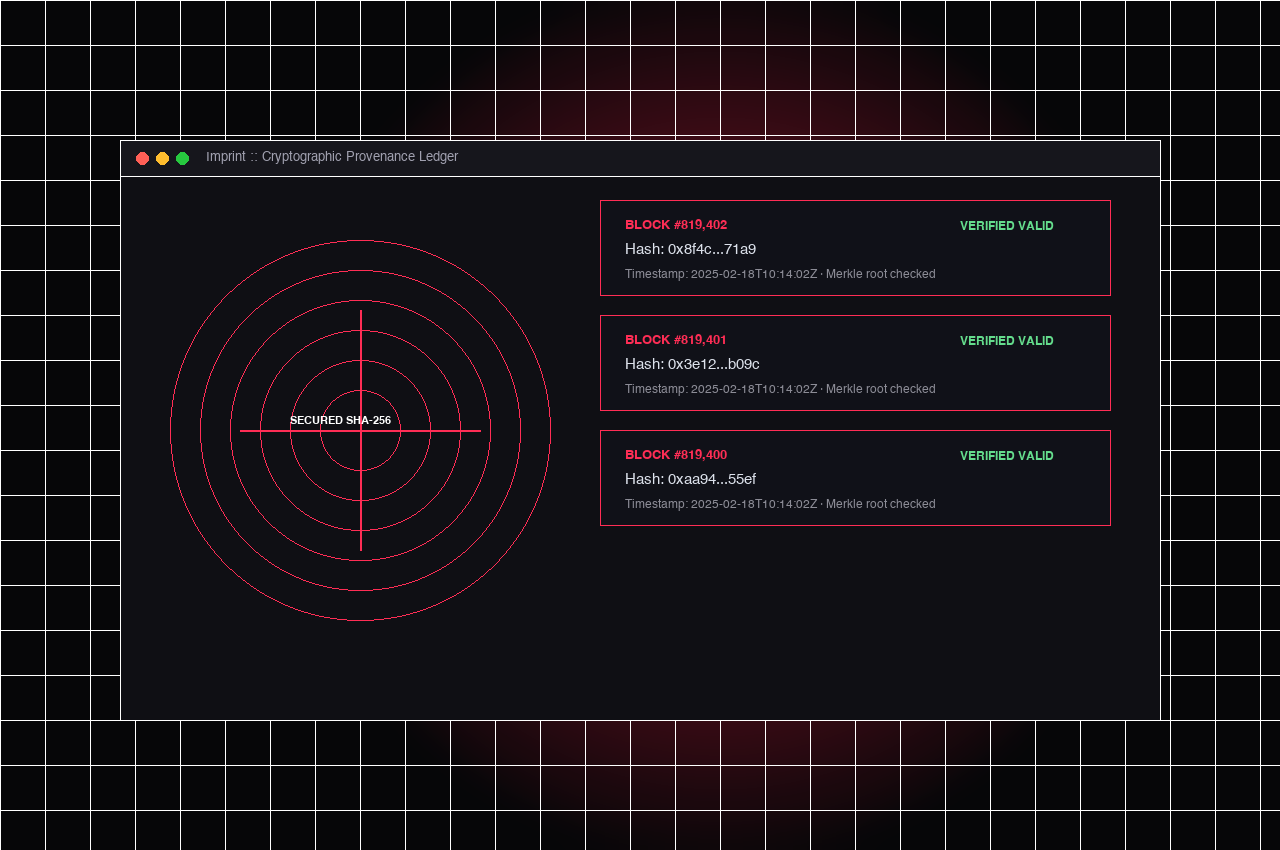 Imprint :: Cryptographic Provenance Ledger
SECURED SHA-256
BLOCK #819,402
VERIFIED VALID
Hash: 0x8f4c...71a9
Timestamp: 2025-02-18T10:14:02Z · Merkle root checked
BLOCK #819,401
VERIFIED VALID
Hash: 0x3e12...b09c
Timestamp: 2025-02-18T10:14:02Z · Merkle root checked
BLOCK #819,400
VERIFIED VALID
Hash: 0xaa94...55ef
Timestamp: 2025-02-18T10:14:02Z · Merkle root checked